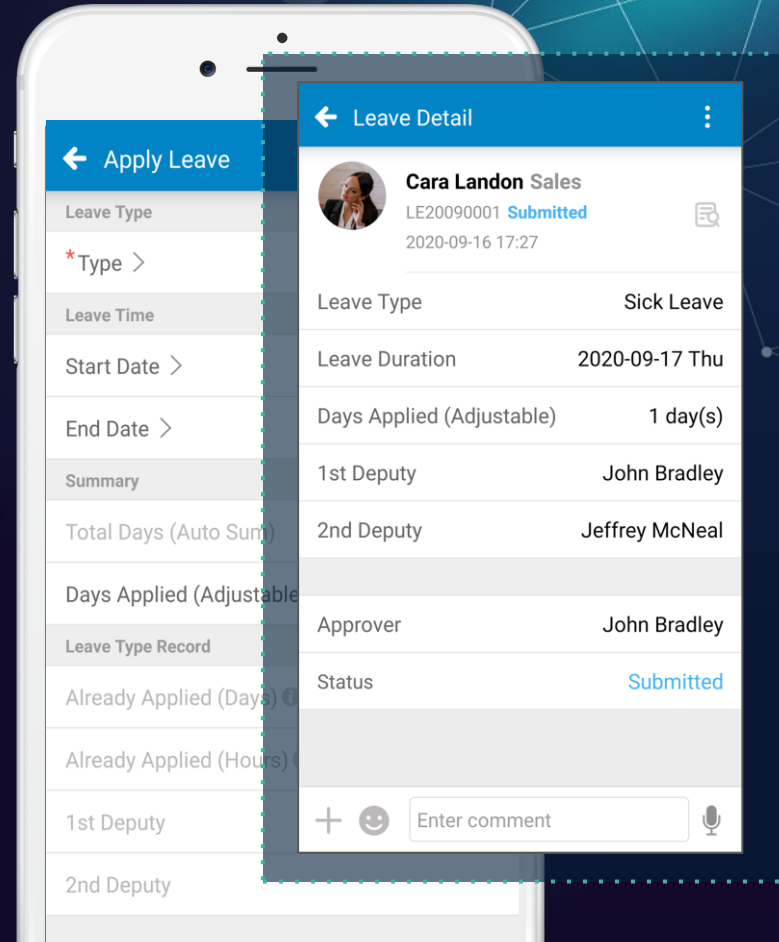 Apply Leave
Leave Type
*Type >
Leave Time
Start Date >
End Date >
Summary
Total Days (Auto Sum)
Days Applied (Adjustable
Leave Type Record
Already Applied (Days)
Already Applied (Hours)
1st Deputy
2nd Deputy
Leave Detail
Cara Landon Sales
LE20090001 Submitted
2020-09-16 17:27
Leave Type Sick Leave
Leave Duration 2020-09-17 Thu
Days Applied (Adjustable) 1 day(s)
1st Deputy John Bradley
2nd Deputy Jeffrey McNeal
Approver John Bradley
Status Submitted
Enter comment